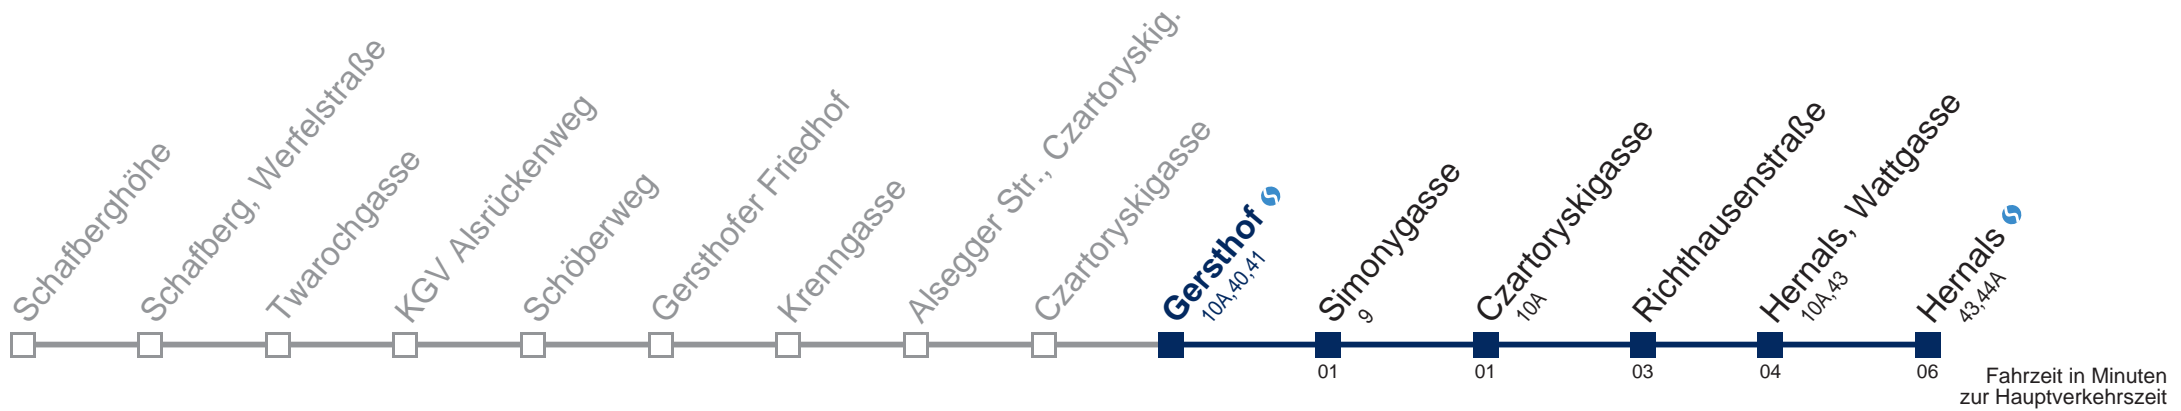 Schafberghöhe
Schafberg, Werfelstraße
Twarochgasse
KGV Alsrückenweg
Schöberweg
Gersthofer Friedhof
Krenngasse
Alsegger Str., Czartoryskig.
Czartoryskigasse
Gersthof
10A,40,41
Simonygasse
9
Czartoryskigasse
10A
Richthausenstraße
Hernals, Wattgasse
10A,43
Hernals
43,44A
01
01
03
04
06
Fahrzeit in Minuten
zur Hauptverkehrszeit